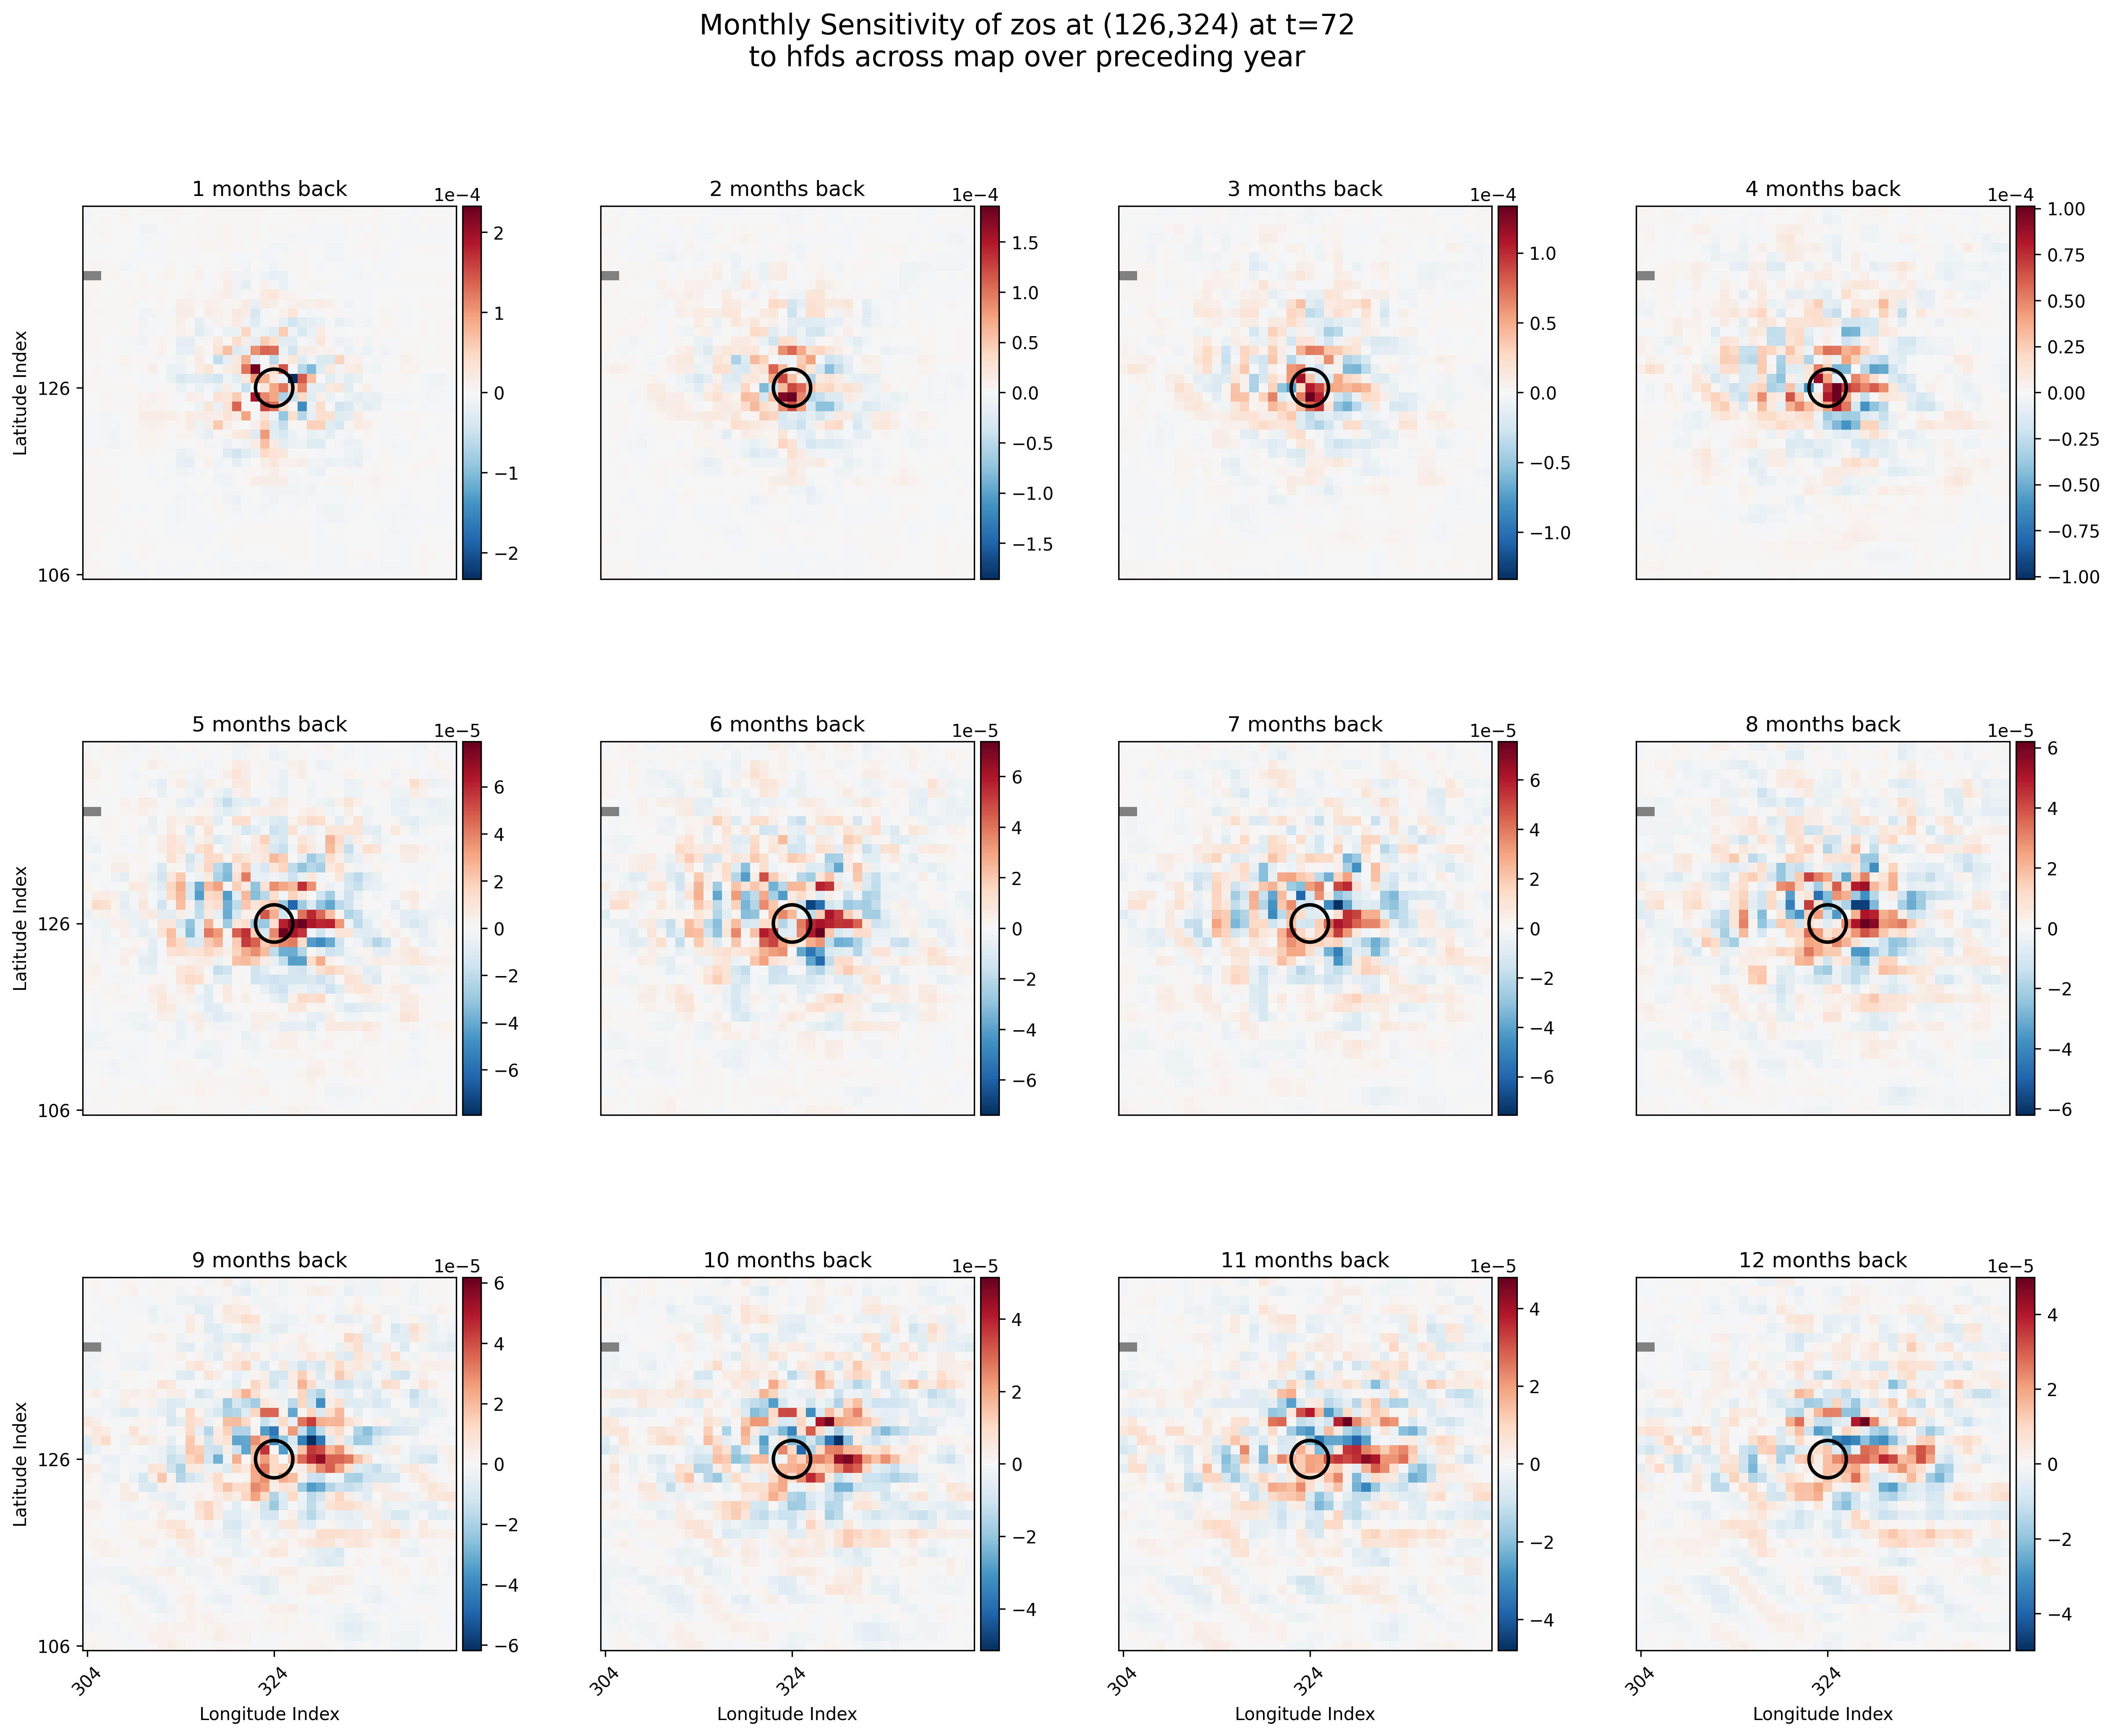 Monthly Sensitivity of zos at (126,324) at t=72
to hfds across map over preceding year
1 months back
1e−4
2
1
0
−1
−2
Latitude Index
126
106
2 months back
1e−4
1.5
1.0
0.5
0.0
−0.5
−1.0
−1.5
3 months back
1e−4
1.0
0.5
0.0
−0.5
−1.0
4 months back
1e−4
1.00
0.75
0.50
0.25
0.00
−0.25
−0.50
−0.75
−1.00
5 months back
1e−5
6
4
2
0
−2
−4
−6
Latitude Index
126
106
6 months back
1e−5
6
4
2
0
−2
−4
−6
7 months back
1e−5
6
4
2
0
−2
−4
−6
8 months back
1e−5
6
4
2
0
−2
−4
−6
9 months back
1e−5
6
4
2
0
−2
−4
−6
Latitude Index
126
106
304
324
Longitude Index
10 months back
1e−5
4
2
0
−2
−4
304
324
Longitude Index
11 months back
1e−5
4
2
0
−2
−4
304
324
Longitude Index
12 months back
1e−5
4
2
0
−2
−4
304
324
Longitude Index